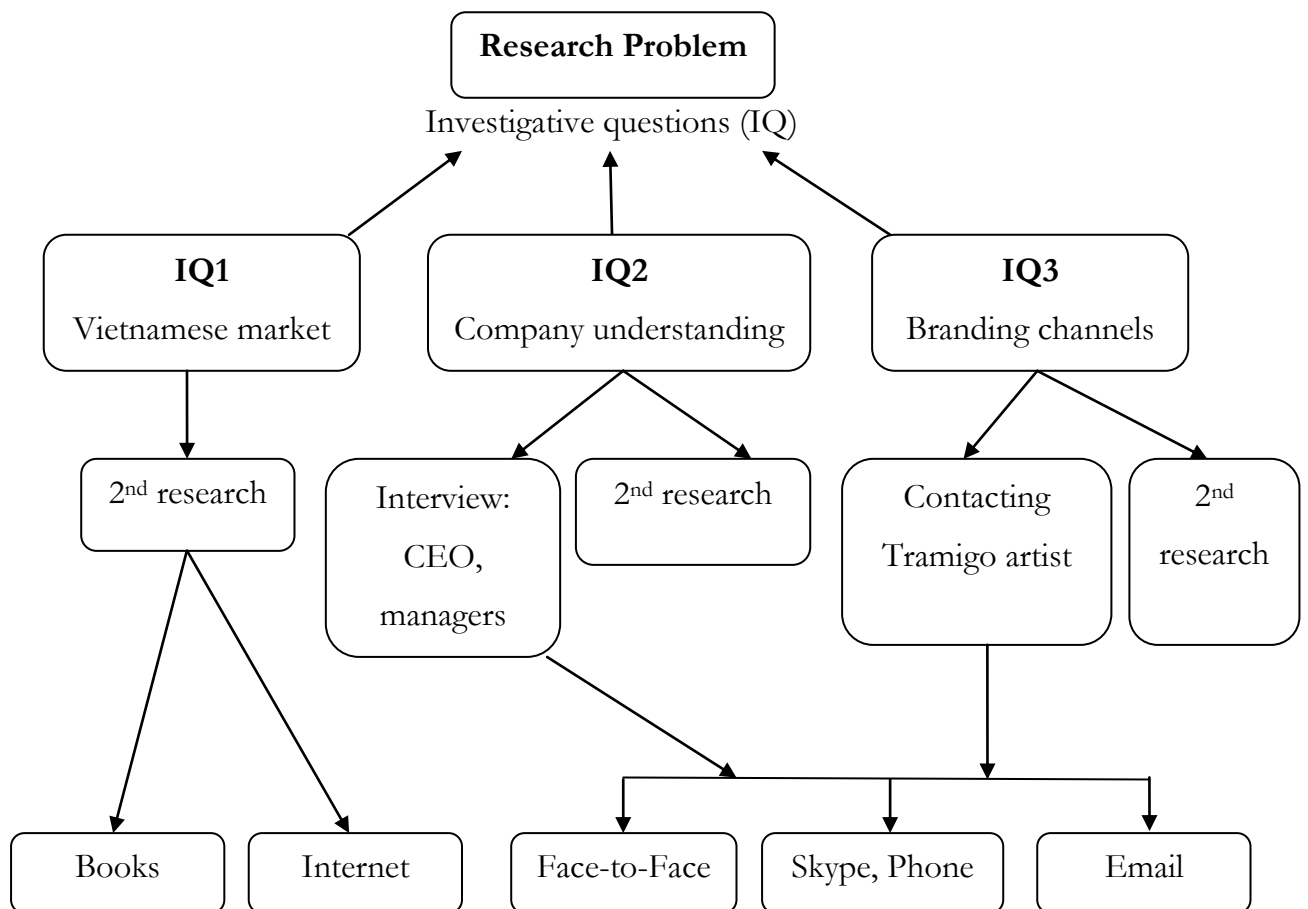 Research Problem
Investigative questions (IQ)
IQ1
Vietnamese market
IQ2
Company understanding
IQ3
Branding channels
2nd research
Interview:
CEO,
managers
2nd research
Contacting
Tramigo artist
2nd
research
Books
Internet
Face-to-Face
Skype, Phone
Email